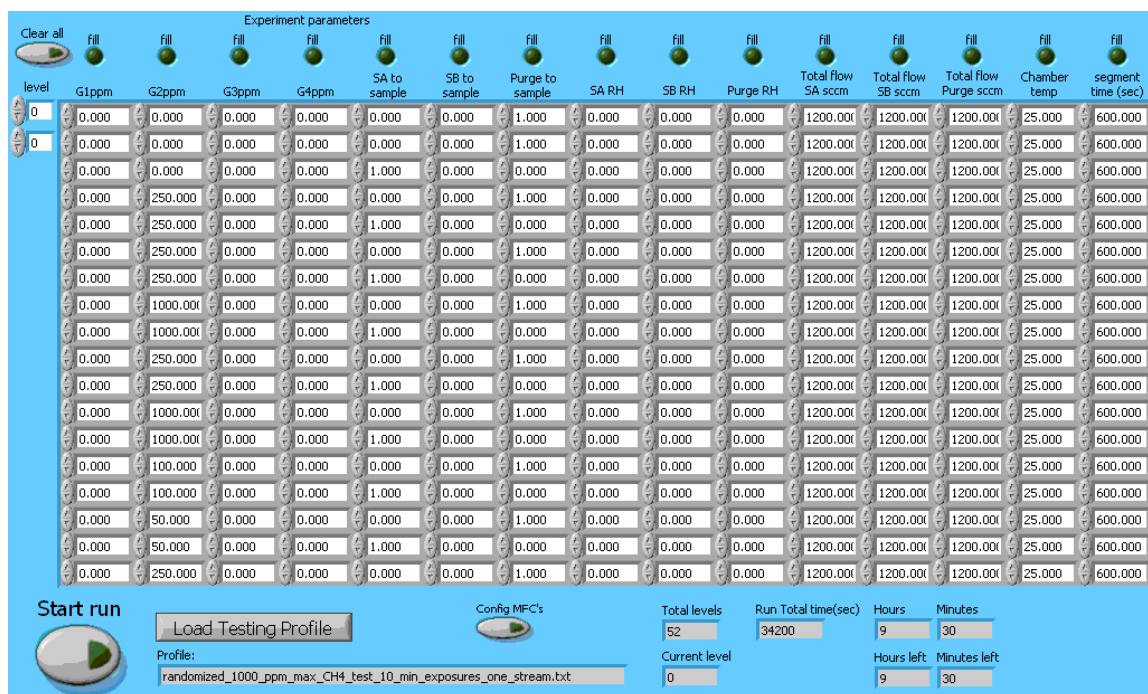 Experiment parameters
Clear all fill fill fill fill fill fill fill fill fill fill fill fill fill fill fill
level G1ppm G2ppm G3ppm G4ppm SA to sample SB to sample Purge to sample SA RH SB RH Purge RH Total flow SA sccm Total flow SB sccm Total flow Purge sccm Chamber temp segment time (sec)
0 0.000 0.000 0.000 0.000 0.000 0.000 1.000 0.000 0.000 0.000 1200.00( 1200.00( 1200.00( 25.000 600.000
0 0.000 0.000 0.000 0.000 0.000 0.000 1.000 0.000 0.000 0.000 1200.00( 1200.00( 1200.00( 25.000 600.000
0.000 0.000 0.000 0.000 1.000 0.000 0.000 0.000 0.000 0.000 1200.00( 1200.00( 1200.00( 25.000 600.000
0.000 250.000 0.000 0.000 0.000 0.000 1.000 0.000 0.000 0.000 1200.00( 1200.00( 1200.00( 25.000 600.000
0.000 250.000 0.000 0.000 1.000 0.000 0.000 0.000 0.000 0.000 1200.00( 1200.00( 1200.00( 25.000 600.000
0.000 250.000 0.000 0.000 0.000 0.000 1.000 0.000 0.000 0.000 1200.00( 1200.00( 1200.00( 25.000 600.000
0.000 250.000 0.000 0.000 1.000 0.000 0.000 0.000 0.000 0.000 1200.00( 1200.00( 1200.00( 25.000 600.000
0.000 1000.00( 0.000 0.000 0.000 0.000 1.000 0.000 0.000 0.000 1200.00( 1200.00( 1200.00( 25.000 600.000
0.000 1000.00( 0.000 0.000 1.000 0.000 0.000 0.000 0.000 0.000 1200.00( 1200.00( 1200.00( 25.000 600.000
0.000 250.000 0.000 0.000 0.000 0.000 1.000 0.000 0.000 0.000 1200.00( 1200.00( 1200.00( 25.000 600.000
0.000 250.000 0.000 0.000 1.000 0.000 0.000 0.000 0.000 0.000 1200.00( 1200.00( 1200.00( 25.000 600.000
0.000 1000.00( 0.000 0.000 0.000 0.000 1.000 0.000 0.000 0.000 1200.00( 1200.00( 1200.00( 25.000 600.000
0.000 1000.00( 0.000 0.000 1.000 0.000 0.000 0.000 0.000 0.000 1200.00( 1200.00( 1200.00( 25.000 600.000
0.000 100.000 0.000 0.000 0.000 0.000 1.000 0.000 0.000 0.000 1200.00( 1200.00( 1200.00( 25.000 600.000
0.000 100.000 0.000 0.000 1.000 0.000 0.000 0.000 0.000 0.000 1200.00( 1200.00( 1200.00( 25.000 600.000
0.000 50.000 0.000 0.000 0.000 0.000 1.000 0.000 0.000 0.000 1200.00( 1200.00( 1200.00( 25.000 600.000
0.000 50.000 0.000 0.000 1.000 0.000 0.000 0.000 0.000 0.000 1200.00( 1200.00( 1200.00( 25.000 600.000
0.000 250.000 0.000 0.000 0.000 0.000 1.000 0.000 0.000 0.000 1200.00( 1200.00( 1200.00( 25.000 600.000
Start run Config MFC's Total levels Run Total time(sec) Hours Minutes
Load Testing Profile 52 34200 9 30
Profile: Current level Hours left Minutes left
randomized_1000_ppm_max_CH4_test_10_min_exposures_one_stream.txt 0 9 30